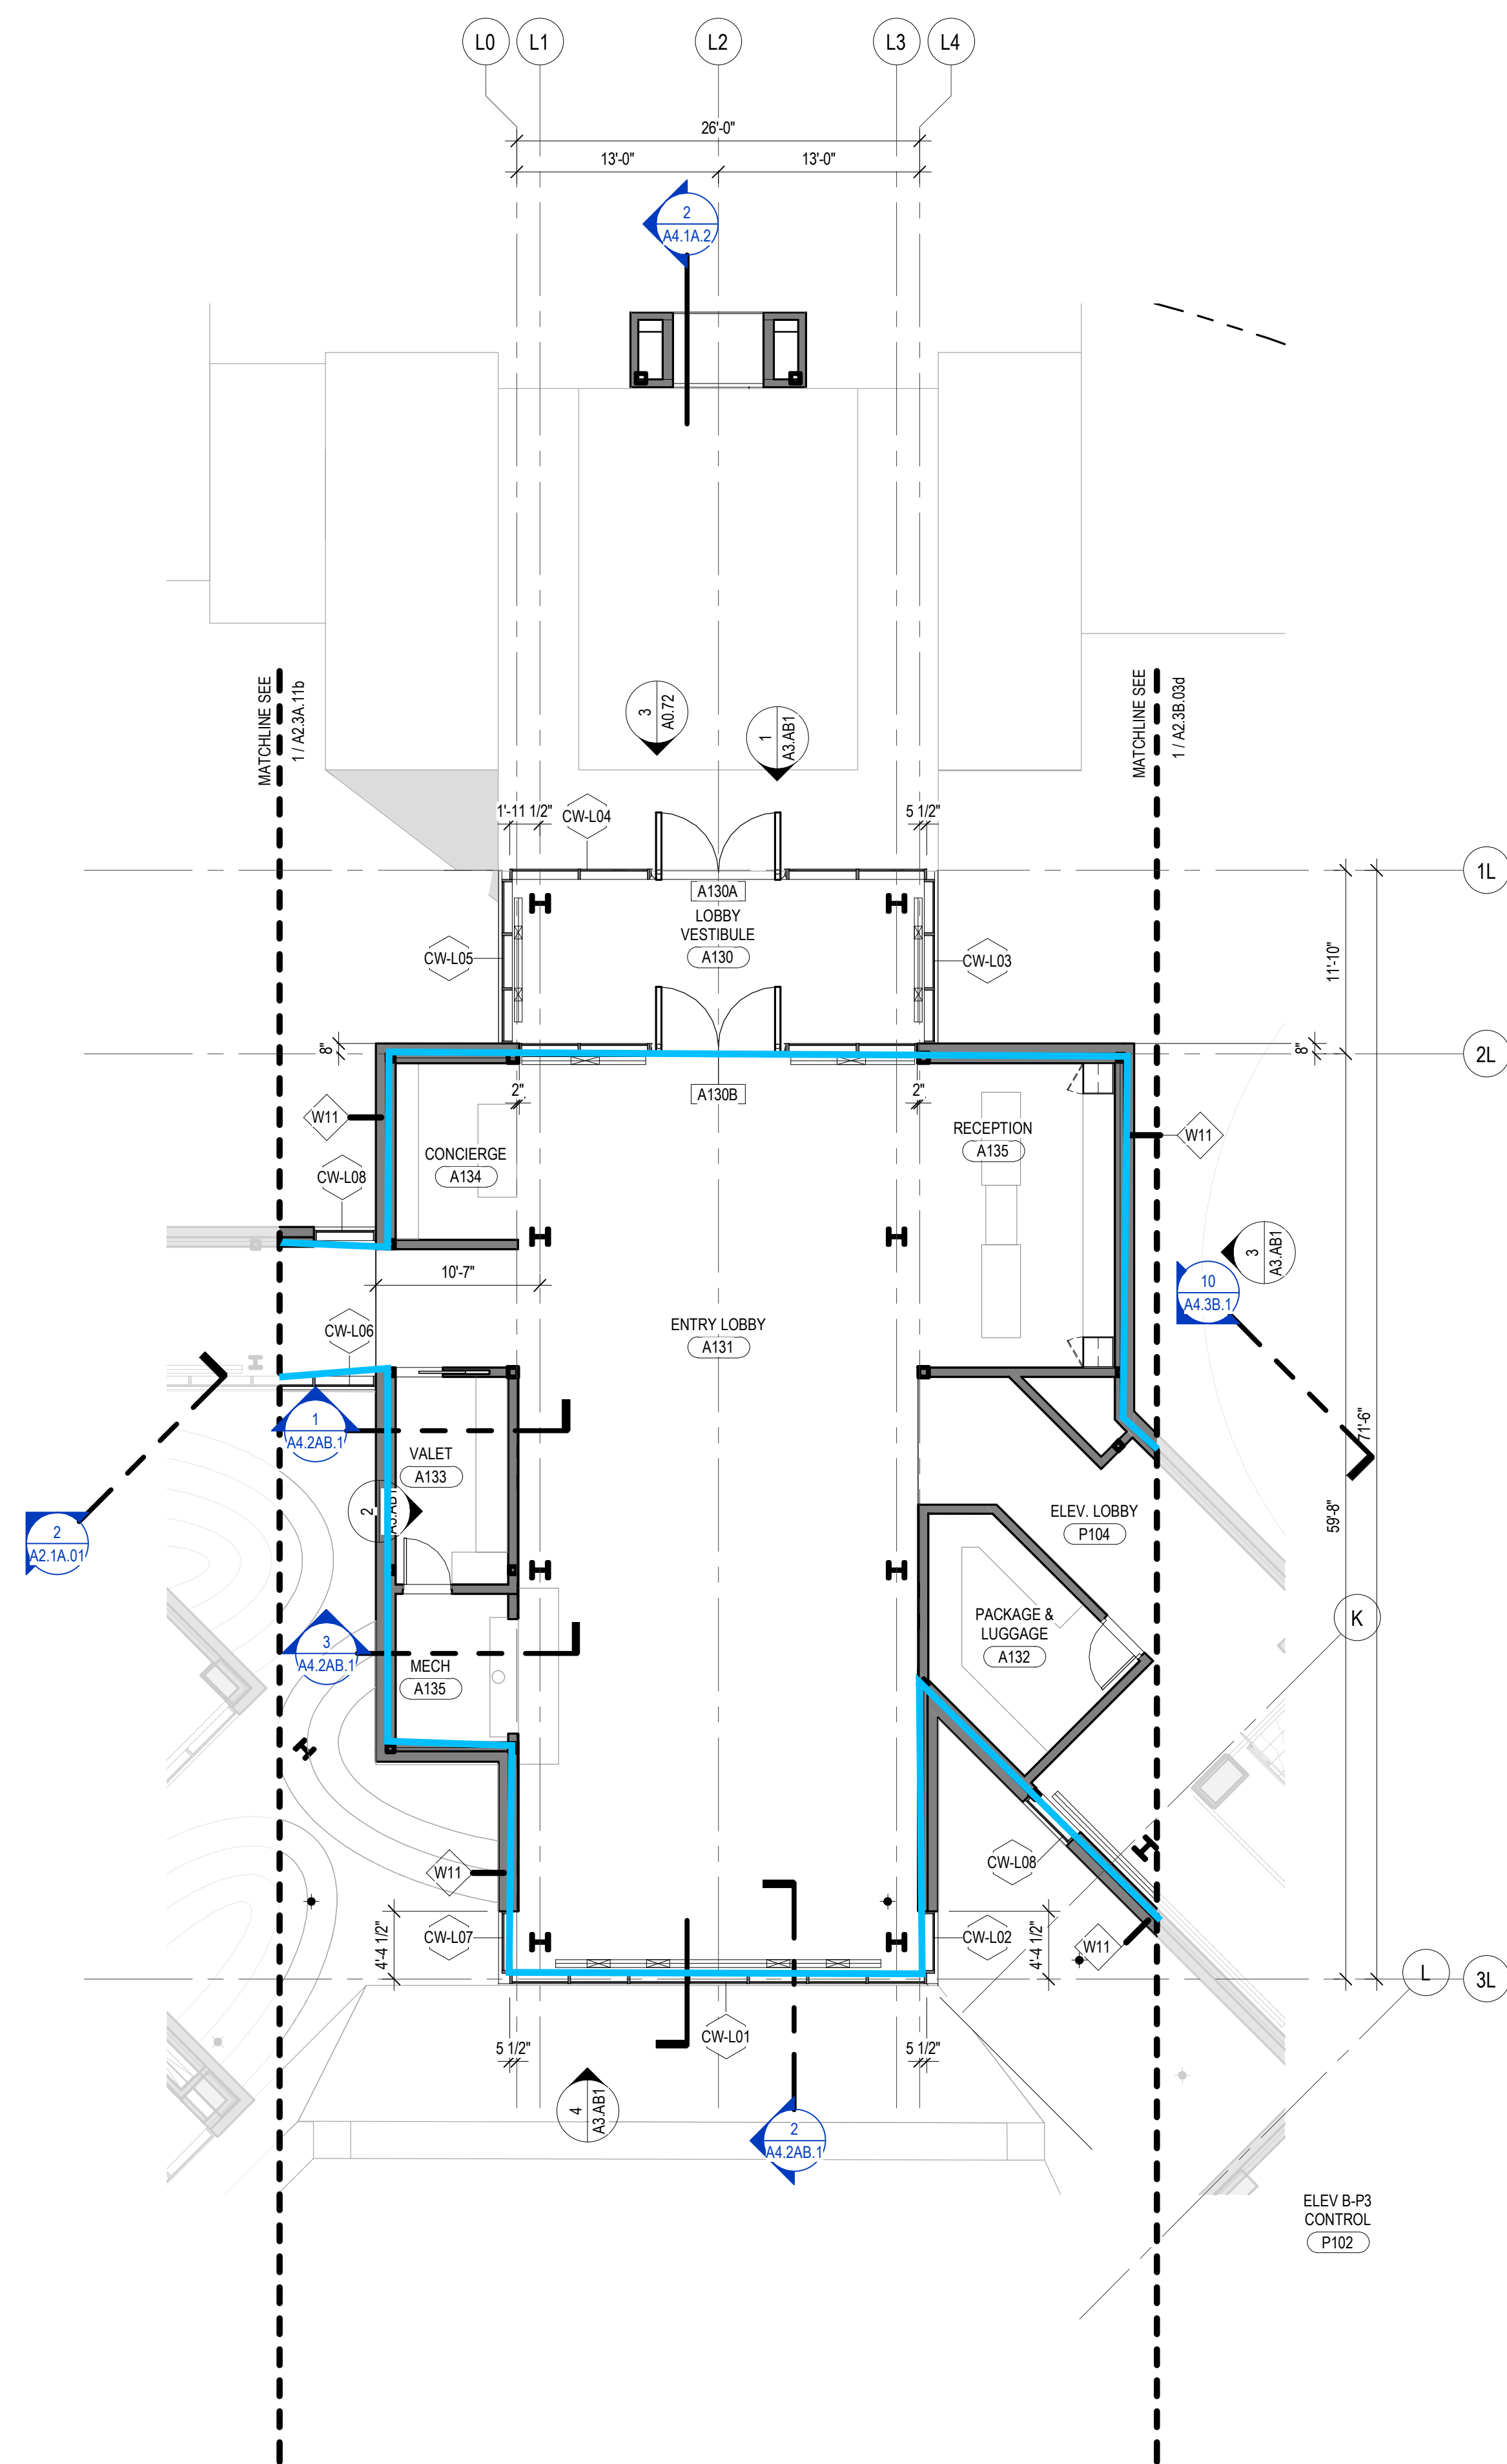 L0
L1
L2
L3
L4
26'-0"
13'-0"
13'-0"
2
A4.1A.2
MATCHLINE SEE
1 / A2.3A.11b
MATCHLINE SEE
1 / A2.3B.03d
3
A0.72
1
A3.AB1
1'-11 1/2"
CW-L04
5 1/2"
1L
A130A
LOBBY
VESTIBULE
A130
CW-L05
CW-L03
11'-10"
8"
8"
2L
2"
A130B
2"
W11
RECEPTION
A135
W11
CONCIERGE
A134
CW-L08
3
A3.AB1
10'-7"
10
A4.3B.1
CW-L06
ENTRY LOBBY
A131
1
A4.2AB.1
71'-6"
VALET
A133
2
A3.AB1
ELEV. LOBBY
P104
59'-8"
2
A2.1A.01
PACKAGE &
LUGGAGE
A132
K
3
A4.2AB.1
MECH
A135
W11
CW-L08
4'-4 1/2"
CW-L07
CW-L02
4'-4 1/2"
W11
L
3L
CW-L01
5 1/2"
5 1/2"
4
A3.AB1
2
A4.2AB.1
ELEV B-P3
CONTROL
P102